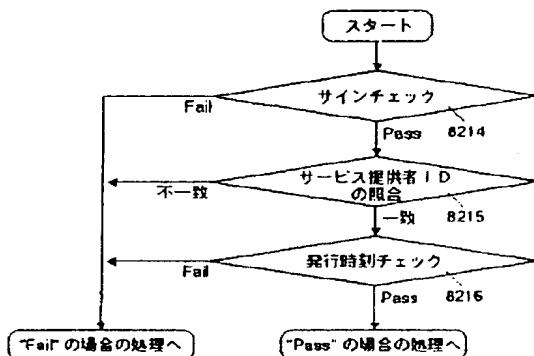 スタート
サインチェック
Fail
8214
Pass
サービス提供者ID
の照合
不一致
8215
一致
発行時刻チェック
Fail
8216
Pass
"Fail" の場合の処理へ
"Pass" の場合の処理へ